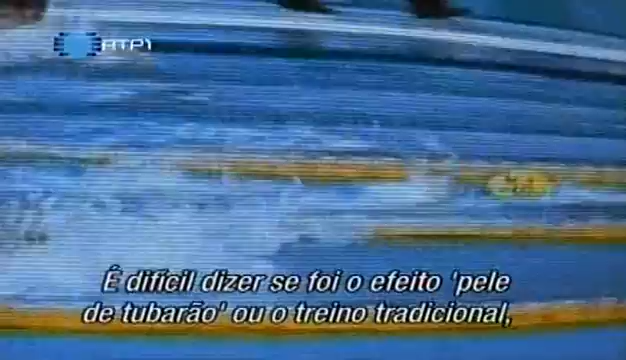 RTP1
É difícil dizer se foi o efeito 'pele
de tubarão' ou o treino tradicional,